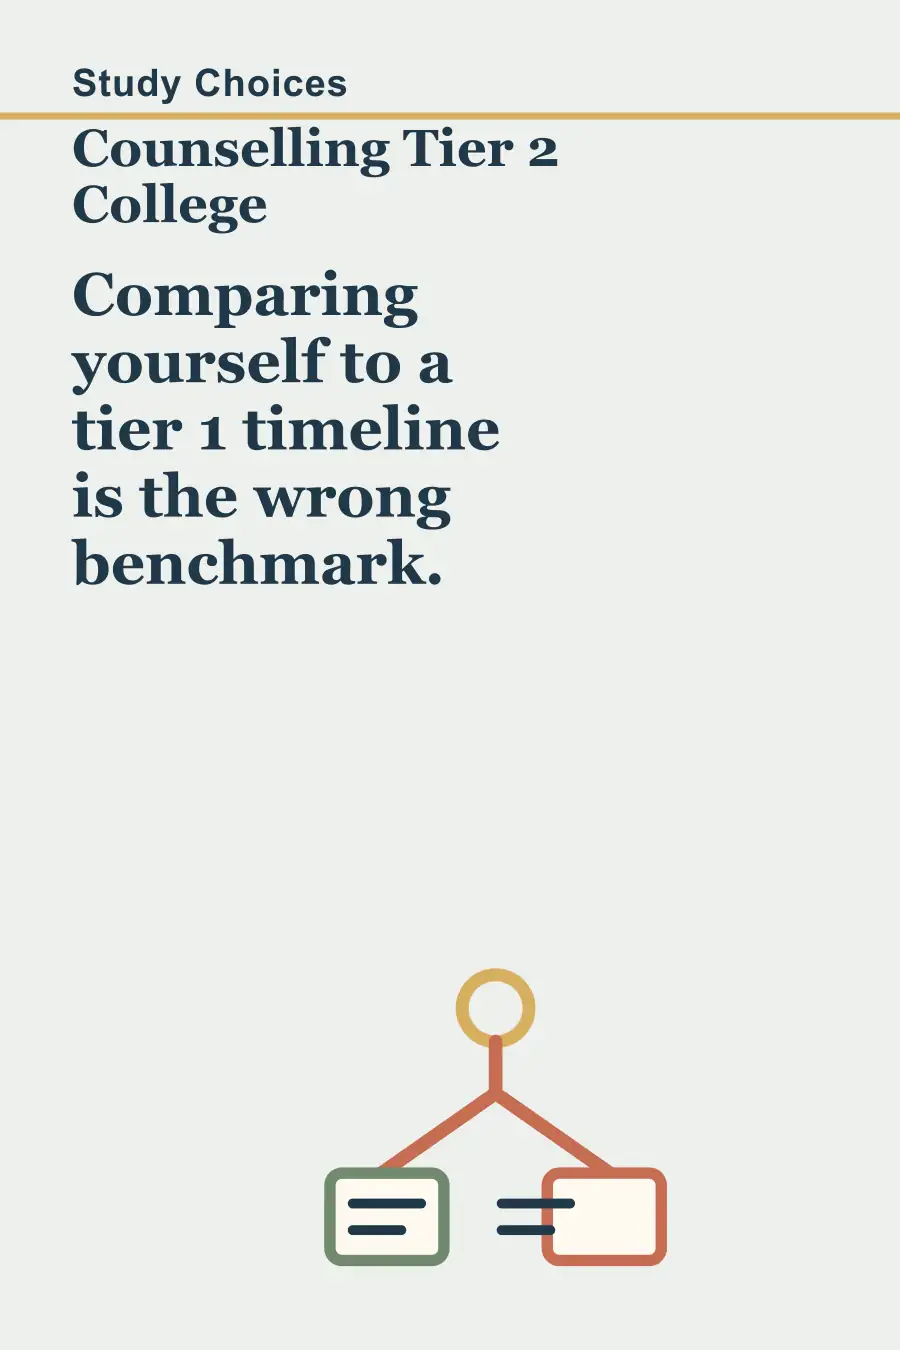 Study Choices
Counselling Tier 2
College
Comparing
yourself to a
tier 1 timeline
is the wrong
benchmark.